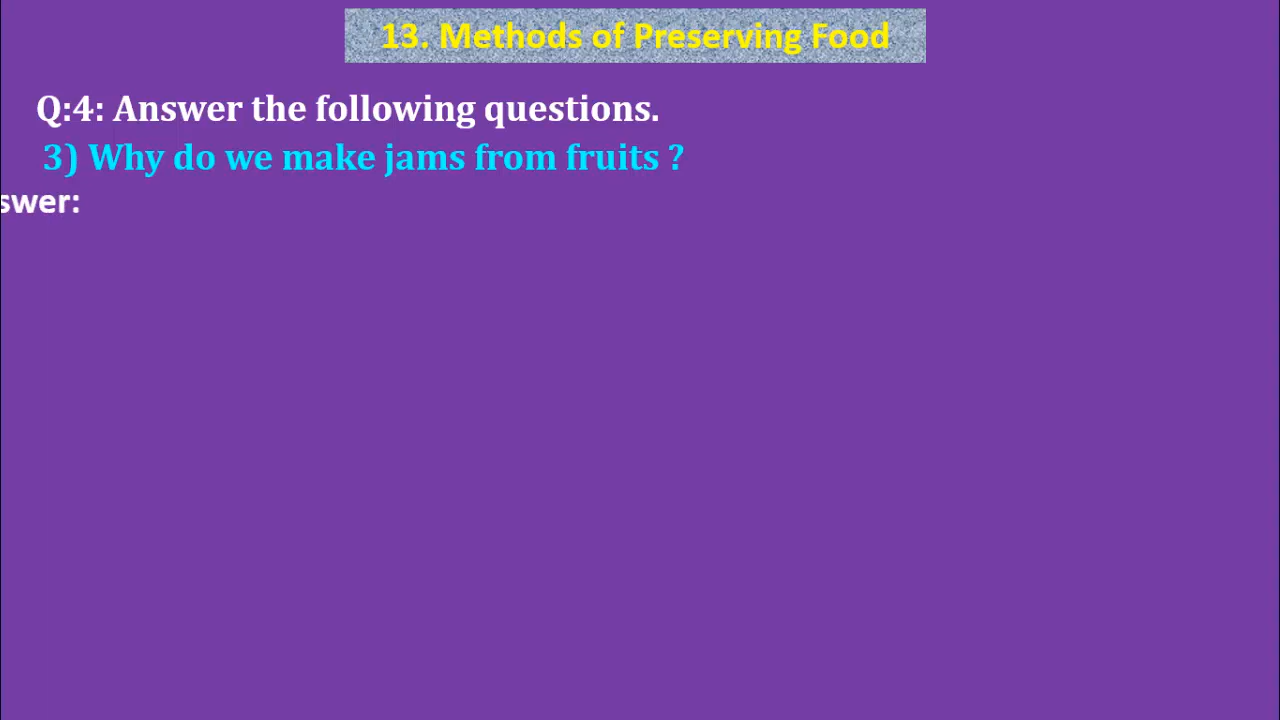 13. Methods of Preserving Food
Q:4: Answer the following questions.
3) Why do we make jams from fruits ?
swer: